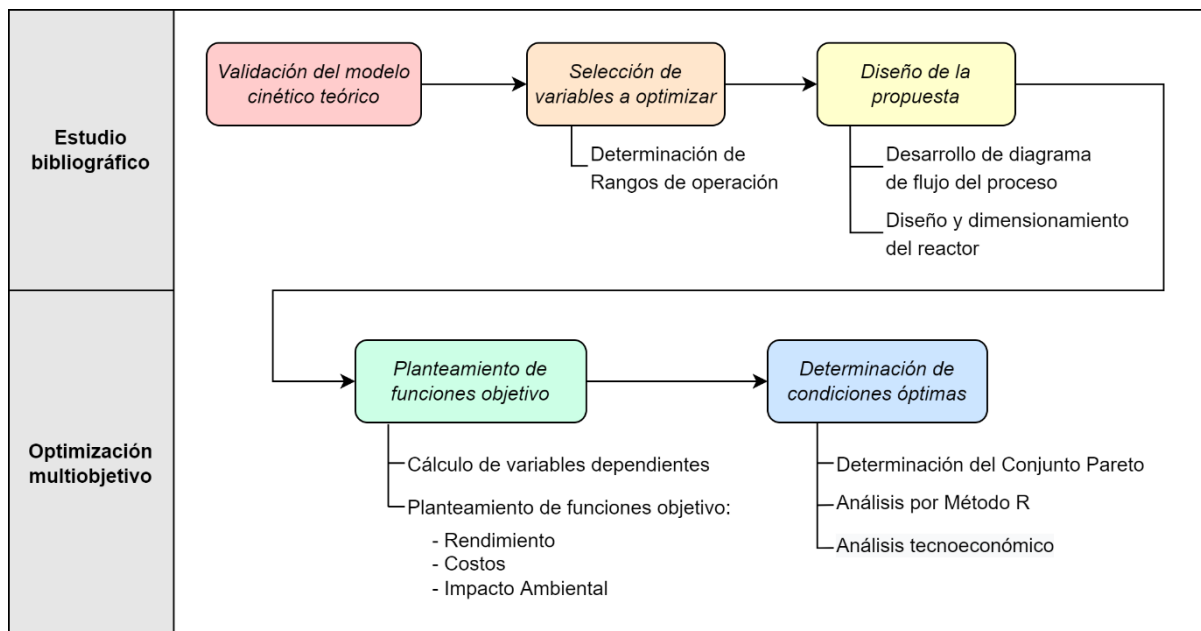 Estudio
bibliográfico
Validación del modelo
cinético teórico
Selección de
variables a optimizar
Determinación de
Rangos de operación
Diseño de la
propuesta
Desarrollo de diagrama
de flujo del proceso
Diseño y dimensionamiento
del reactor
Optimización
multiobjetivo
Planteamiento de
funciones objetivo
Cálculo de variables dependientes
Planteamiento de funciones objetivo:
- Rendimiento
- Costos
- Impacto Ambiental
Determinación de
condiciones óptimas
Determinación del Conjunto Pareto
Análisis por Método R
Análisis tecnoeconómico